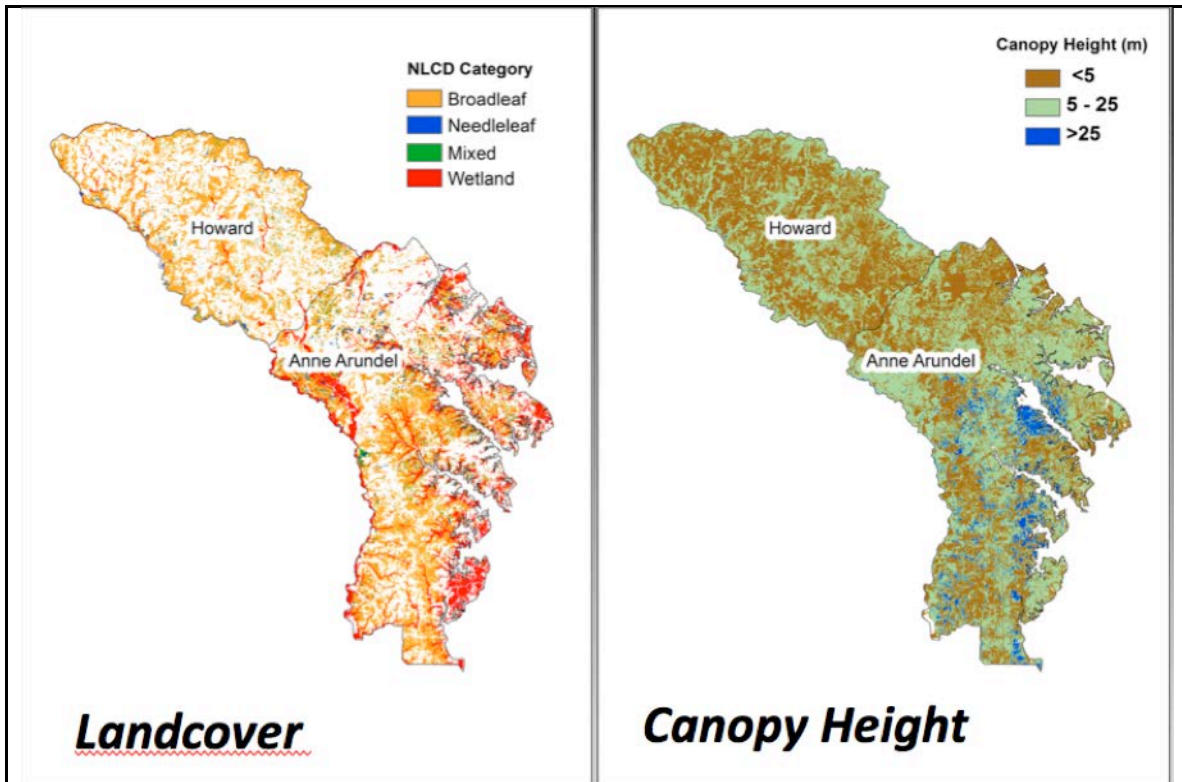 NLCD Category
Broadleaf
Needleleaf
Mixed
Wetland
Howard
Anne Arundel
Landcover
Canopy Height (m)
<5
5 - 25
>25
Howard
Anne Arundel
Canopy Height